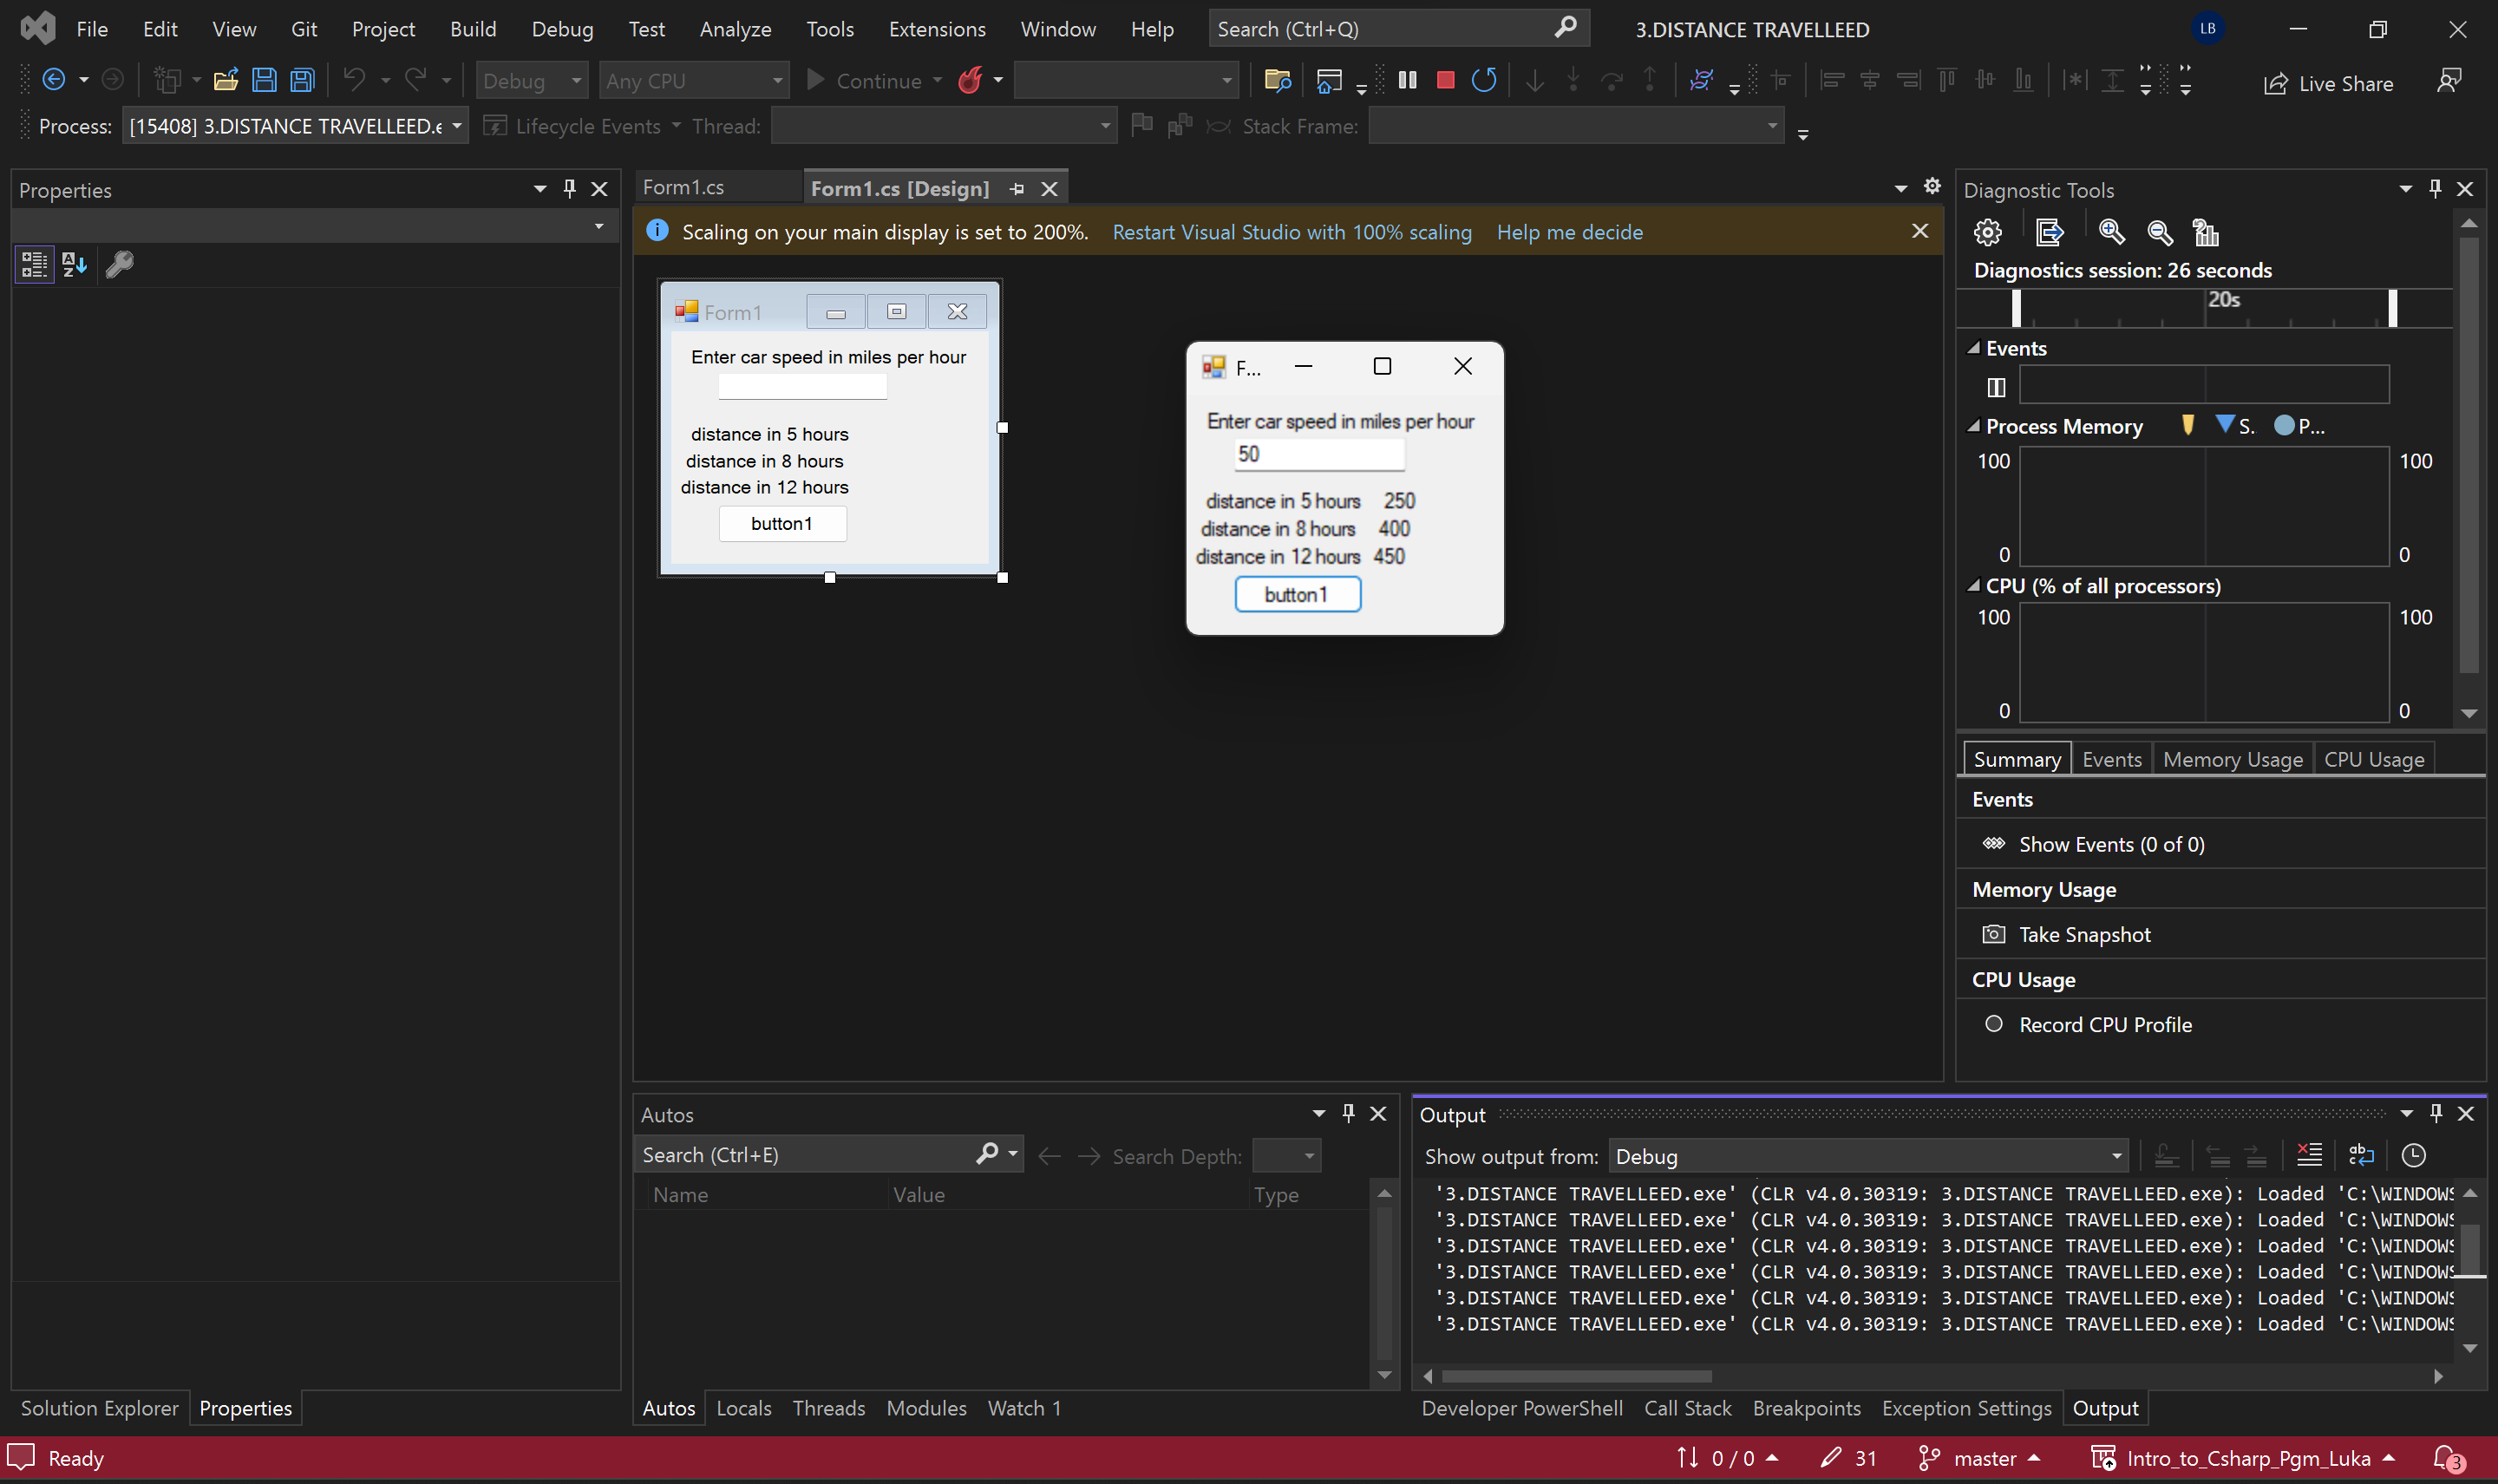 File Edit View Git Project Build Debug Test Analyze Tools Extensions Window Help Search (Ctrl+Q) 3.DISTANCE TRAVELLEED LB
Debug Any CPU Continue Live Share
Process: [15408] 3.DISTANCE TRAVELLEED.e Lifecycle Events Thread: Stack Frame:
Properties
Form1.cs Form1.cs [Design]
Scaling on your main display is set to 200%. Restart Visual Studio with 100% scaling Help me decide
Form1
Enter car speed in miles per hour
distance in 5 hours
distance in 8 hours
distance in 12 hours
button1
F...
Enter car speed in miles per hour
50
distance in 5 hours 250
distance in 8 hours 400
distance in 12 hours 450
button1
Diagnostic Tools
Diagnostics session: 26 seconds
20s
Events
Process Memory S. P...
100 100
0 0
CPU (% of all processors)
100 100
0 0
Summary Events Memory Usage CPU Usage
Events
Show Events (0 of 0)
Memory Usage
Take Snapshot
CPU Usage
Record CPU Profile
Autos
Search (Ctrl+E) Search Depth:
Name Value Type
Output
Show output from: Debug
'3.DISTANCE TRAVELLEED.exe' (CLR v4.0.30319: 3.DISTANCE TRAVELLEED.exe): Loaded 'C:\WINDOWS
'3.DISTANCE TRAVELLEED.exe' (CLR v4.0.30319: 3.DISTANCE TRAVELLEED.exe): Loaded 'C:\WINDOWS
'3.DISTANCE TRAVELLEED.exe' (CLR v4.0.30319: 3.DISTANCE TRAVELLEED.exe): Loaded 'C:\WINDOWS
'3.DISTANCE TRAVELLEED.exe' (CLR v4.0.30319: 3.DISTANCE TRAVELLEED.exe): Loaded 'C:\WINDOWS
'3.DISTANCE TRAVELLEED.exe' (CLR v4.0.30319: 3.DISTANCE TRAVELLEED.exe): Loaded 'C:\WINDOWS
'3.DISTANCE TRAVELLEED.exe' (CLR v4.0.30319: 3.DISTANCE TRAVELLEED.exe): Loaded 'C:\WINDOWS
Solution Explorer Properties
Autos Locals Threads Modules Watch 1
Developer PowerShell Call Stack Breakpoints Exception Settings Output
Ready 0 / 0 31 master Intro_to_Csharp_Pgm_Luka 3